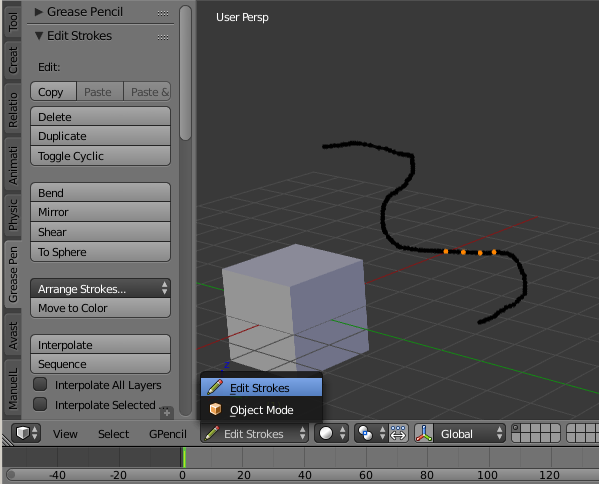 Tool
Creat
Relatio
Animati
Physic
Grease Pen
Avast
ManuelL
Grease Pencil
Edit Strokes
Edit:
Copy Paste Paste &
Delete
Duplicate
Toggle Cyclic
Bend
Mirror
Shear
To Sphere
Arrange Strokes...
Move to Color
Interpolate
Sequence
Interpolate All Layers
Interpolate Selected ...
User Persp
z
Edit Strokes
Object Mode
View Select GPencil Edit Strokes Global
-40 -20 0 20 40 60 80 100 120